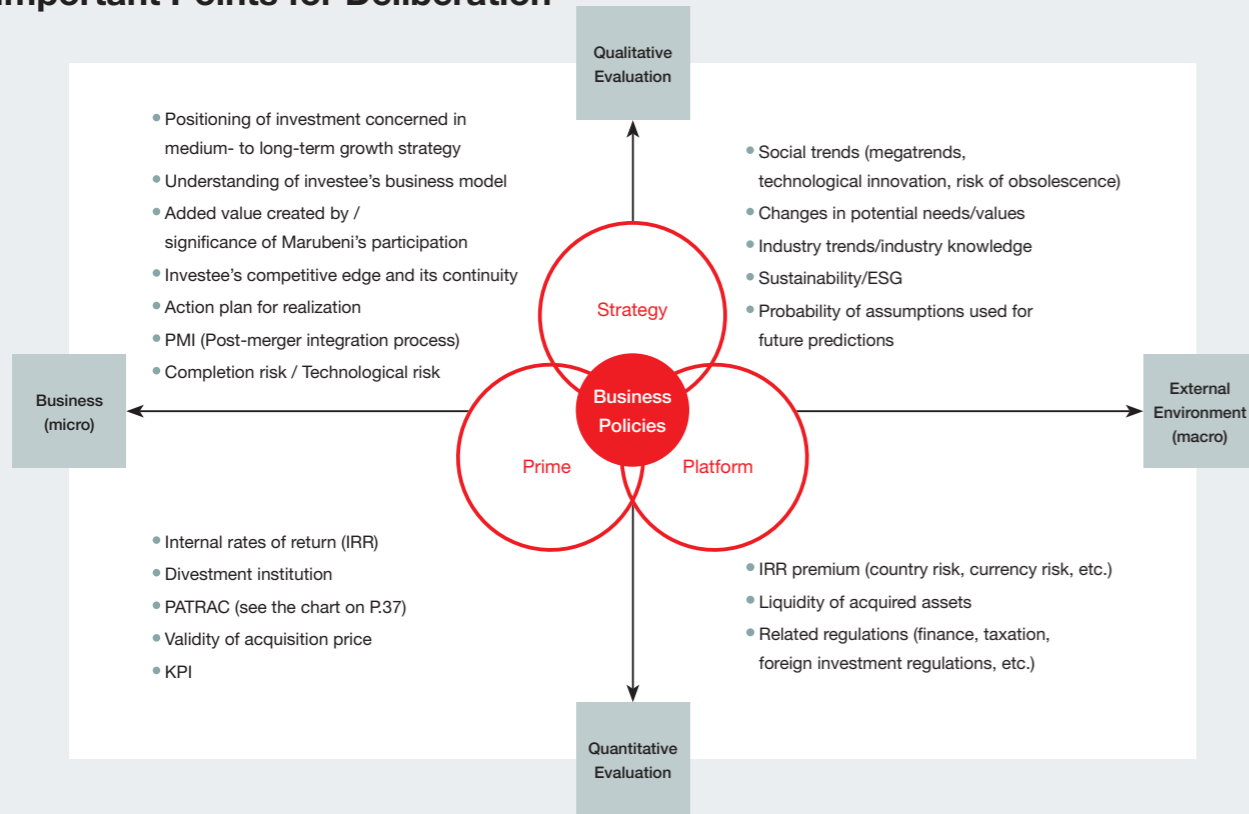 Important Points for Deliberation
Qualitative
Evaluation
• Positioning of investment concerned in
medium- to long-term growth strategy
• Understanding of investee’s business model
• Added value created by /
significance of Marubeni’s participation
• Investee’s competitive edge and its continuity
• Action plan for realization
• PMI (Post-merger integration process)
• Completion risk / Technological risk
• Social trends (megatrends,
technological innovation, risk of obsolescence)
• Changes in potential needs/values
• Industry trends/industry knowledge
• Sustainability/ESG
• Probability of assumptions used for
future predictions
Strategy
Business
(micro)
Business
Policies
External
Environment
(macro)
Prime
Platform
• Internal rates of return (IRR)
• Divestment institution
• PATRAC (see the chart on P.37)
• Validity of acquisition price
• KPI
• IRR premium (country risk, currency risk, etc.)
• Liquidity of acquired assets
• Related regulations (finance, taxation,
foreign investment regulations, etc.)
Quantitative
Evaluation